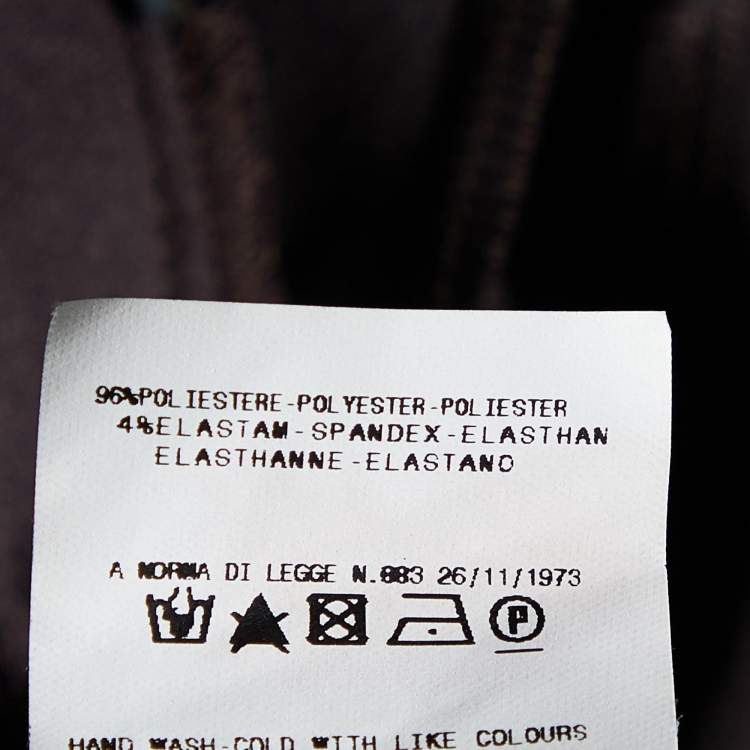 96%POLIESTERE-POLYESTER-POLIESTER
4%ELASTAM-SPANDEX-ELASTHAN
ELASTHANNE-ELASTANO
A NORMA DI LEGGE N.883 26/11/1973
P
HAND WASH-COLD WITH LIKE COLOURS